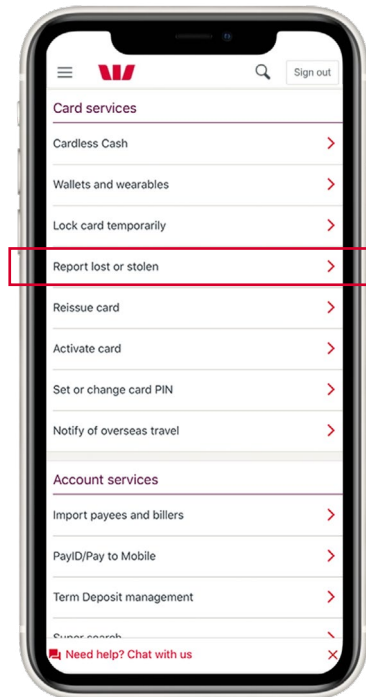 Sign out
Card services
Cardless Cash
Wallets and wearables
Lock card temporarily
Report lost or stolen
Reissue card
Activate card
Set or change card PIN
Notify of overseas travel
Account services
Import payees and billers
PayID/Pay to Mobile
Term Deposit management
Super search
Need help? Chat with us